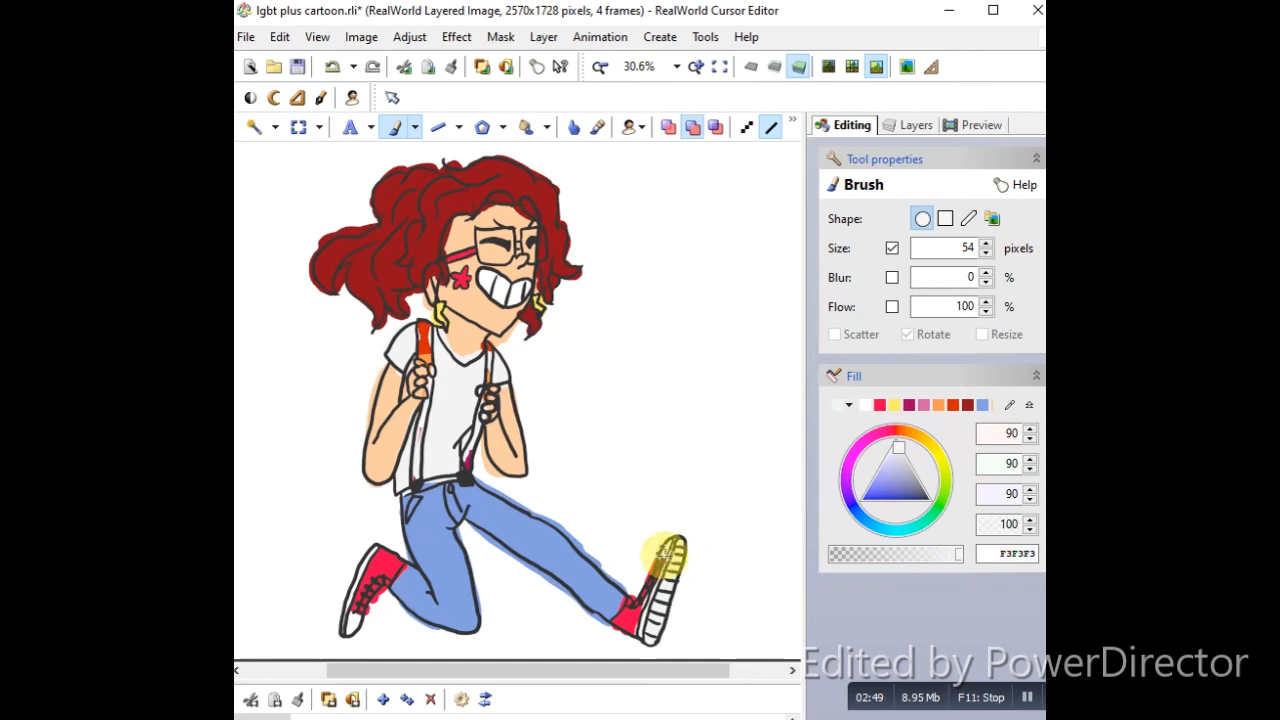 lgbt plus cartoon.rli* (RealWorld Layered Image, 2570x1728 pixels, 4 frames) - RealWorld Cursor Editor
File Edit View Image Adjust Effect Mask Layer Animation Create Tools Help
30.6%
Editing Layers Preview
Tool properties
Brush Help
Shape:
Size: 54 pixels
Blur: 0 %
Flow: 100 %
Scatter Rotate Resize
Fill
90
90
90
100
F3F3F3
Edited by PowerDirector
02:49 8.95 Mb F11: Stop